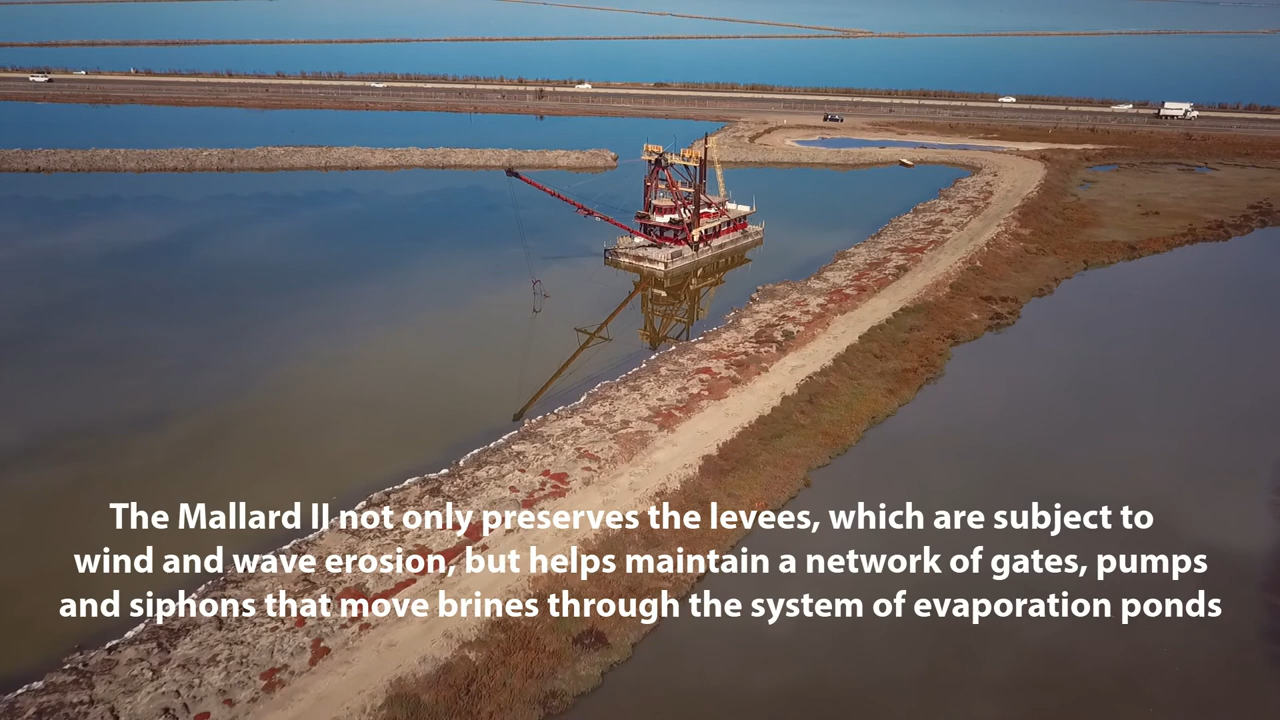 The Mallard II not only preserves the levees, which are subject to
wind and wave erosion, but helps maintain a network of gates, pumps
and siphons that move brines through the system of evaporation ponds